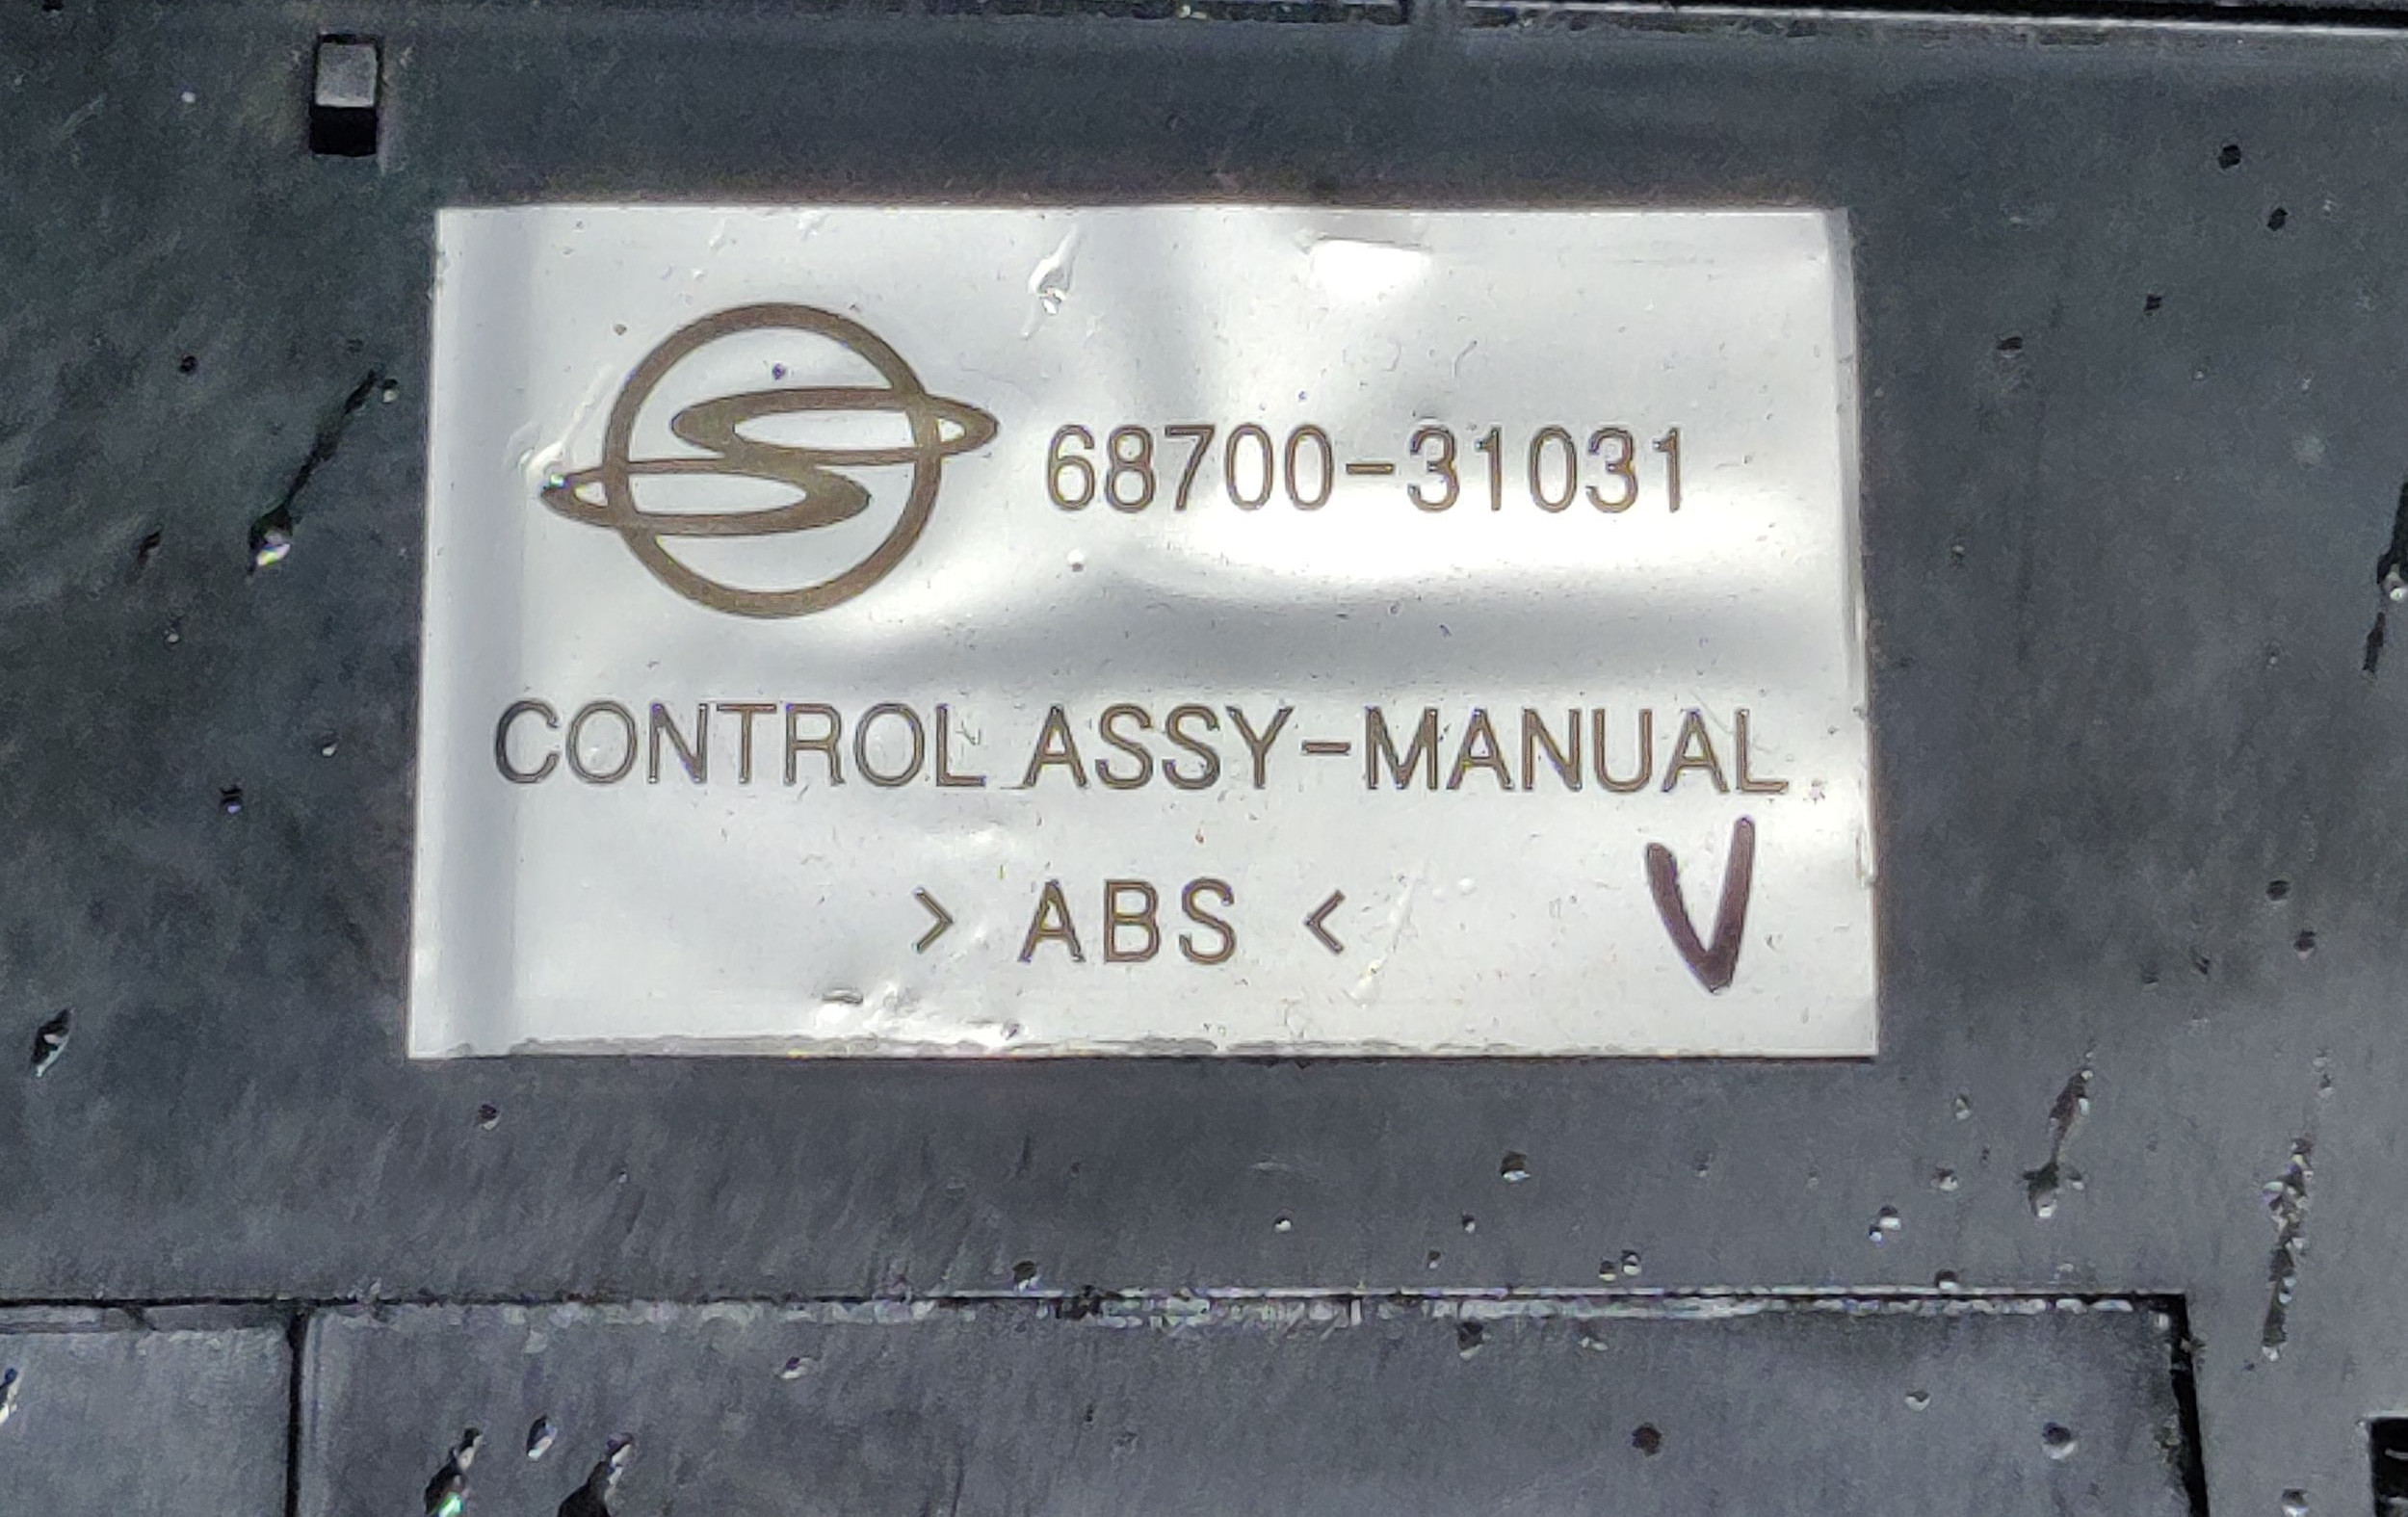 68700-31031
CONTROL ASSY-MANUAL
> ABS <
V